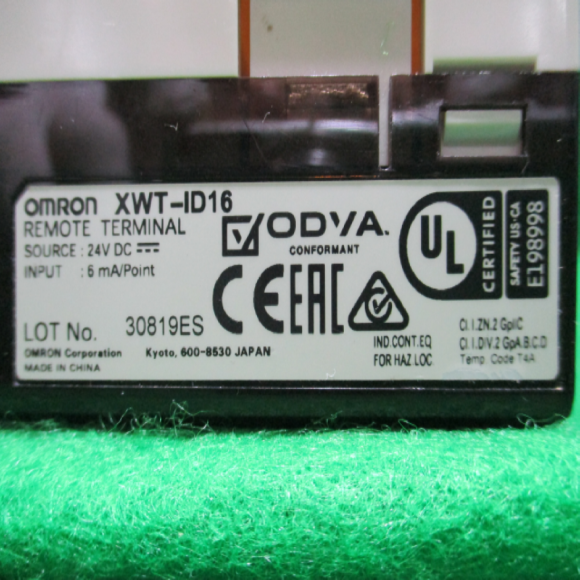 OMRON XWT-ID16
REMOTE TERMINAL
SOURCE : 24V DC
INPUT : 6 mA/Point
LOT No. 30819ES
OMRON Corporation Kyoto, 600-8530 JAPAN
MADE IN CHINA
ODVA.
CONFORMANT
CE EAC
IND.CONT.EQ
FOR HAZ.LOC.
UL
CERTIFIED
SAFETY US-CA
E198998
Cl.I.ZN.2 GpIIC
Cl.I.DIV.2 GpA.B.C.D
Temp. Code T4A